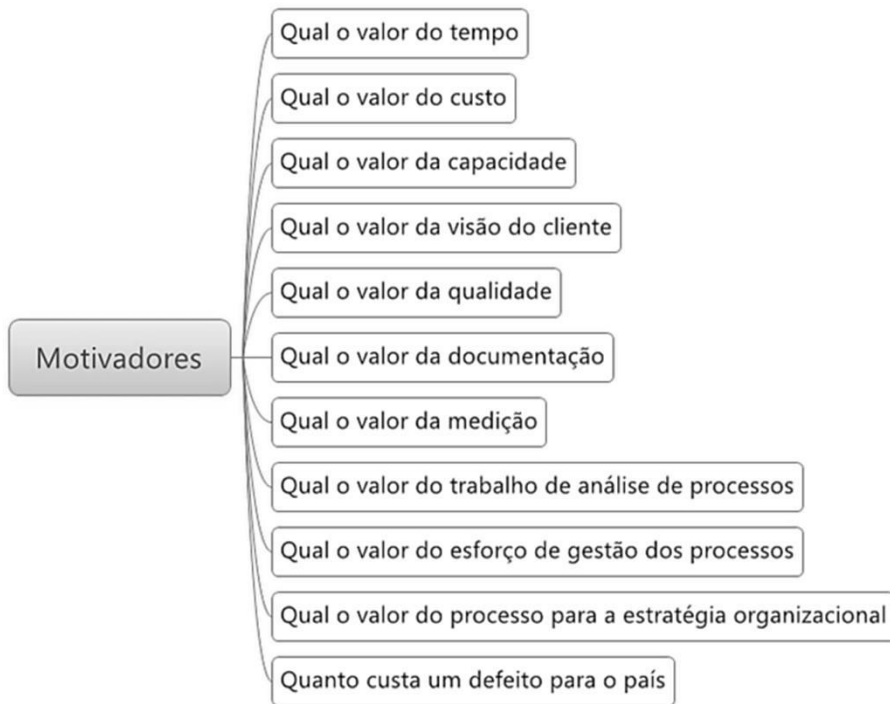 Qual o valor do tempo
Qual o valor do custo
Qual o valor da capacidade
Qual o valor da visão do cliente
Qual o valor da qualidade
Motivadores
Qual o valor da documentação
Qual o valor da medição
Qual o valor do trabalho de análise de processos
Qual o valor do esforço de gestão dos processos
Qual o valor do processo para a estratégia organizacional
Quanto custa um defeito para o país